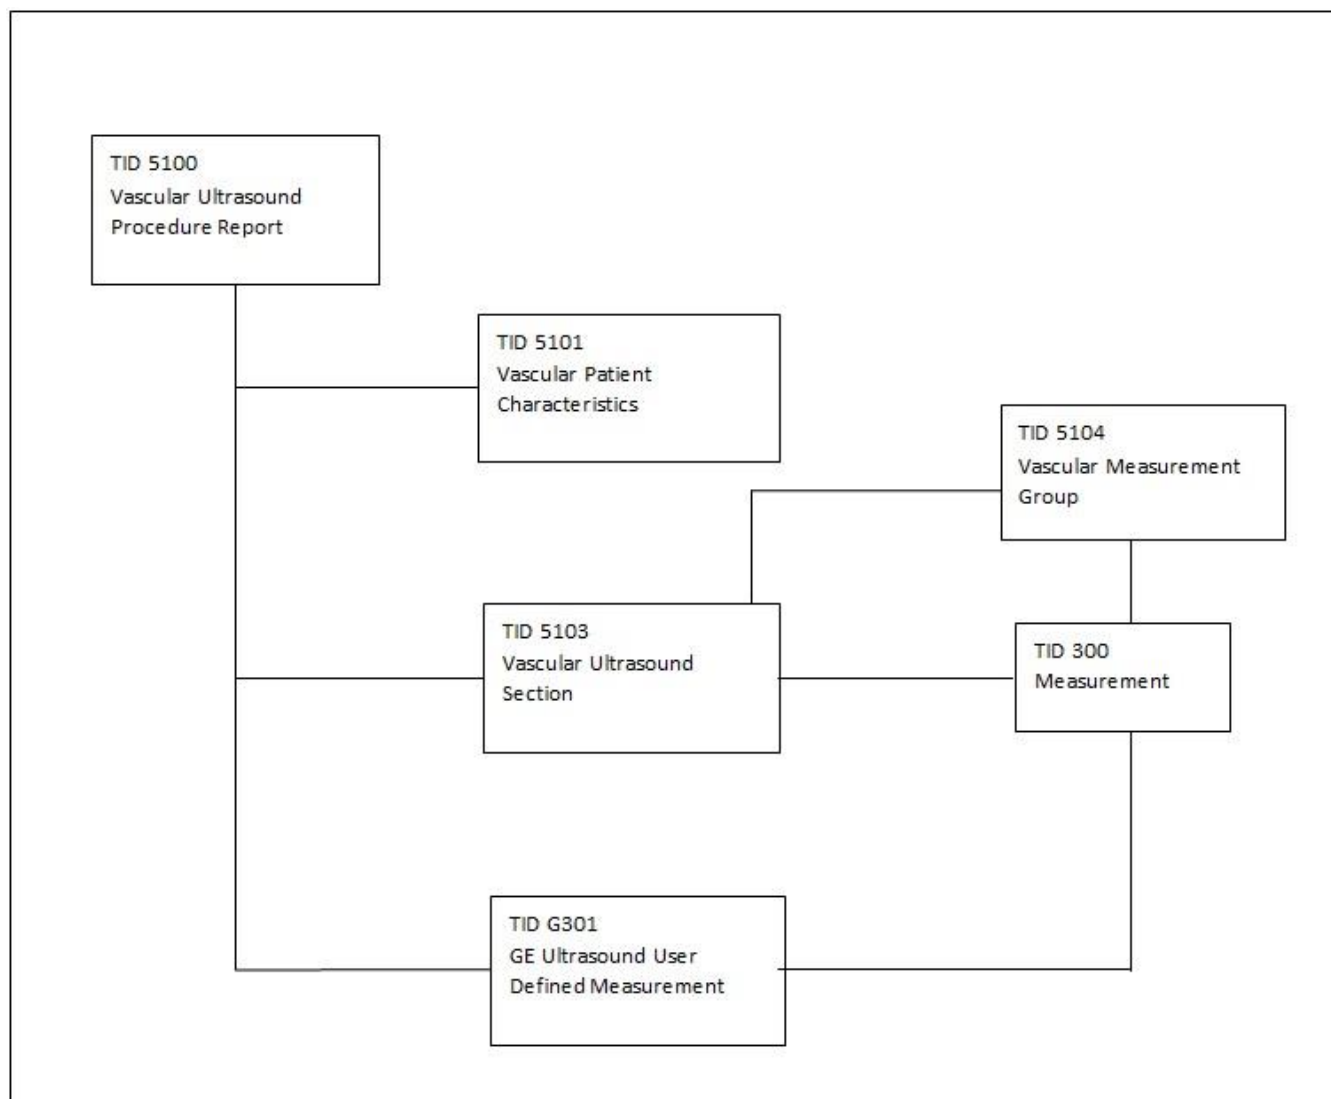 TID 5100
Vascular Ultrasound
Procedure Report
TID 5101
Vascular Patient
Characteristics
TID 5104
Vascular Measurement
Group
TID 5103
Vascular Ultrasound
Section
TID 300
Measurement
TID G301
GE Ultrasound User
Defined Measurement